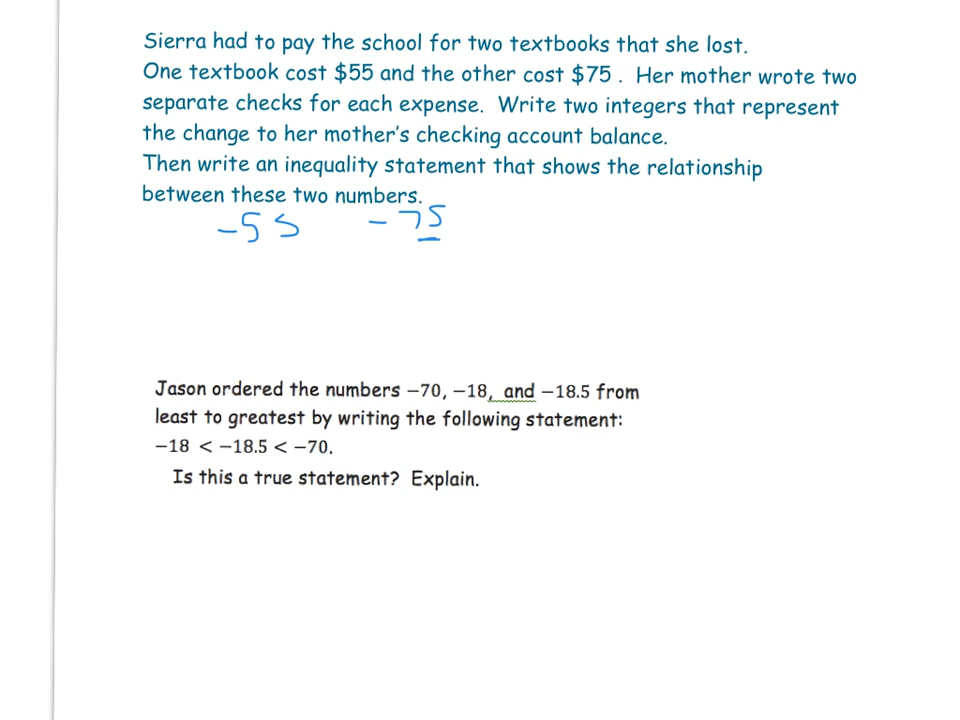 Sierra had to pay the school for two textbooks that she lost.
One textbook cost $55 and the other cost $75 . Her mother wrote two
separate checks for each expense. Write two integers that represent
the change to her mother's checking account balance.
Then write an inequality statement that shows the relationship
between these two numbers.
-55 -75
Jason ordered the numbers −70, −18, and −18.5 from
least to greatest by writing the following statement:
−18 < −18.5 < −70.
Is this a true statement? Explain.